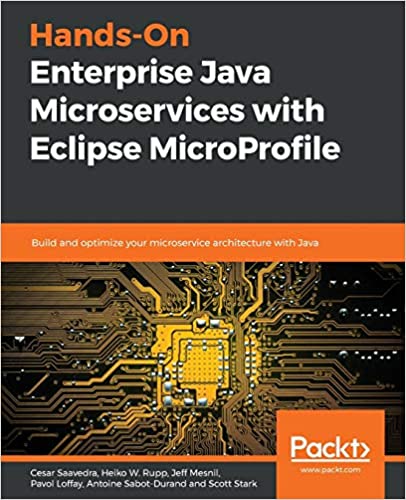 Hands-On
Enterprise Java
Microservices with
Eclipse MicroProfile
Build and optimize your microservice architecture with Java
Packt>
www.packt.com
Cesar Saavedra, Heiko W. Rupp, Jeff Mesnil,
Pavol Loffay, Antoine Sabot-Durand and Scott Stark